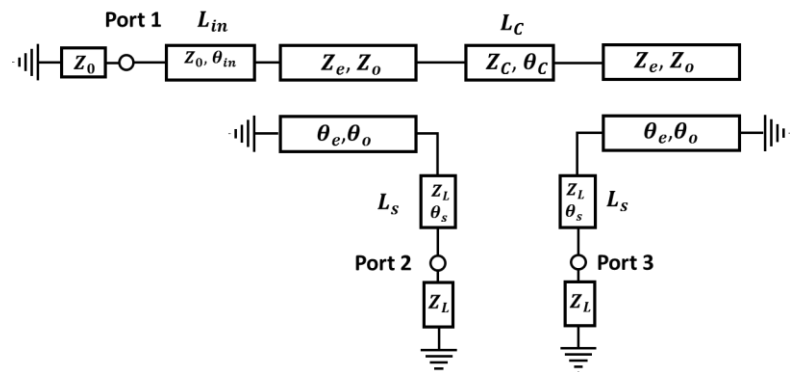 Port 1
L_in
L_C
Z_0
Z_0, θ_in
Z_e, Z_o
Z_C, θ_C
Z_e, Z_o
θ_e,θ_o
θ_e,θ_o
L_s
Z_L
θ_s
Z_L
θ_s
L_s
Port 2
Port 3
Z_L
Z_L